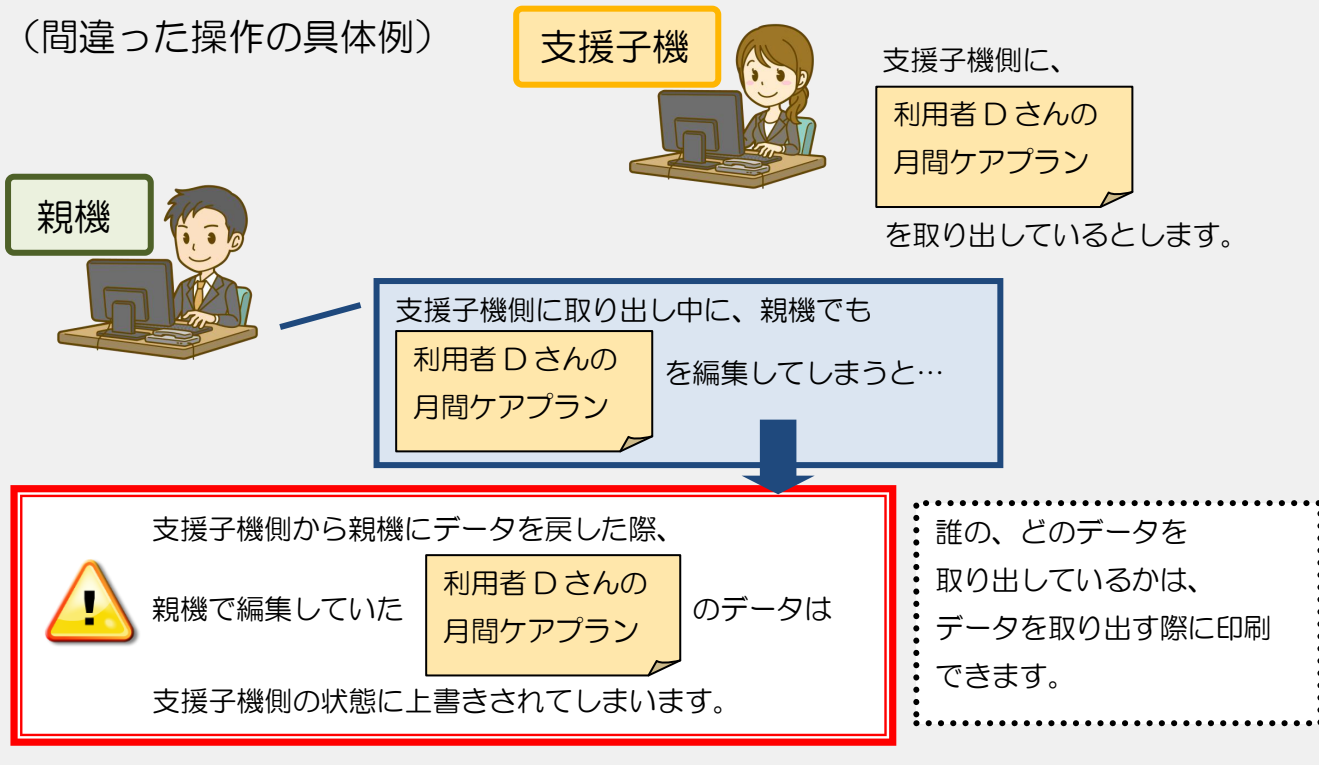 （間違った操作の具体例）
支援子機
支援子機側に、
利用者Dさんの
月間ケアプラン
を取り出しているとします。
親機
支援子機側に取り出し中に、親機でも
利用者Dさんの
月間ケアプラン
を編集してしまうと…
支援子機側から親機にデータを戻した際、
親機で編集していた
利用者Dさんの
月間ケアプラン
のデータは
支援子機側の状態に上書きされてしまいます。
誰の、どのデータを
取り出しているかは、
データを取り出す際に印刷
できます。